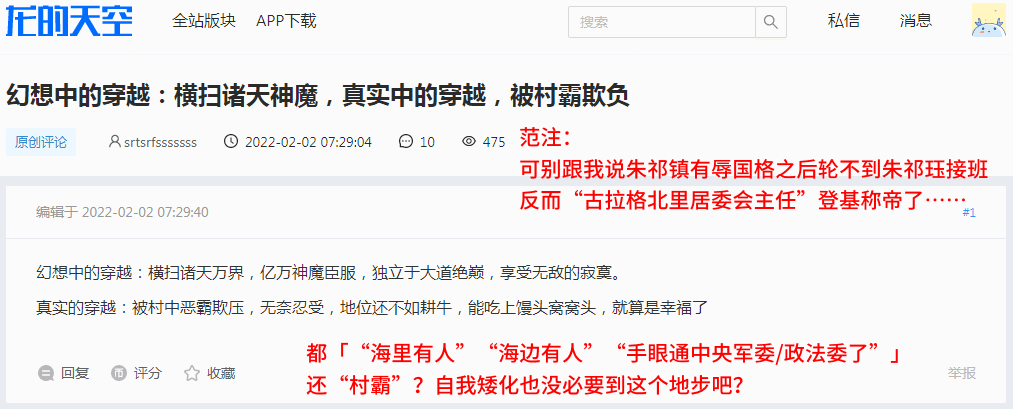 龙的天空 全站版块 APP下载 搜索 私信 消息
幻想中的穿越：横扫诸天神魔，真实中的穿越，被村霸欺负
原创评论 srtsrfsssssss 2022-02-02 07:29:04 10 475
范注：
可别跟我说朱祁镇有辱国格之后轮不到朱祁珏接班
反而“古拉格北里居委会主任”登基称帝了……
编辑于 2022-02-02 07:29:40 #1
幻想中的穿越：横扫诸天万界，亿万神魔臣服，独立于大道绝巅，享受无敌的寂寞。
真实的穿越：被村中恶霸欺压，无奈忍受，地位还不如耕牛，能吃上馒头窝窝头，就算是幸福了
都「“海里有人”“海边有人”“手眼通中央军委/政法委了”」
还“村霸”？自我矮化也没必要到这个地步吧？
回复 评分 收藏 举报